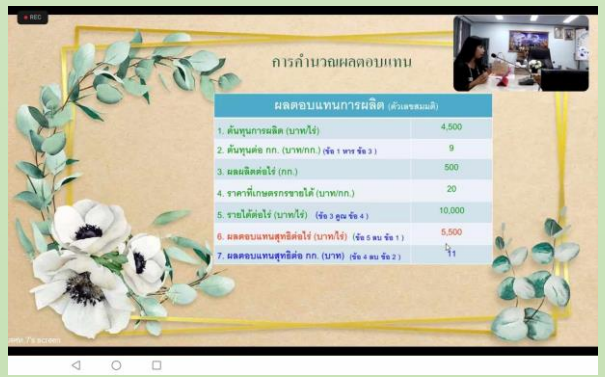 REC
การคำนวณผลตอบแทน
ผลตอบแทนการผลิต (ตัวเลขสมมติ)
1. ต้นทุนการผลิต (บาท/ไร่) 4,500
2. ต้นทุนต่อ กก. (บาท/กก.) (ข้อ 1 หาร ข้อ 3 ) 9
3. ผลผลิตต่อไร่ (กก.) 500
4. ราคาที่เกษตรกรขายได้ (บาท/กก.) 20
5. รายได้ต่อไร่ (บาท/ไร่) (ข้อ 3 คูณ ข้อ 4 ) 10,000
6. ผลตอบแทนสุทธิต่อไร่ (บาท/ไร่) (ข้อ 5 ลบ ข้อ 1 ) 5,500
7. ผลตอบแทนสุทธิต่อ กก. (บาท) (ข้อ 4 ลบ ข้อ 2 ) 11
screen